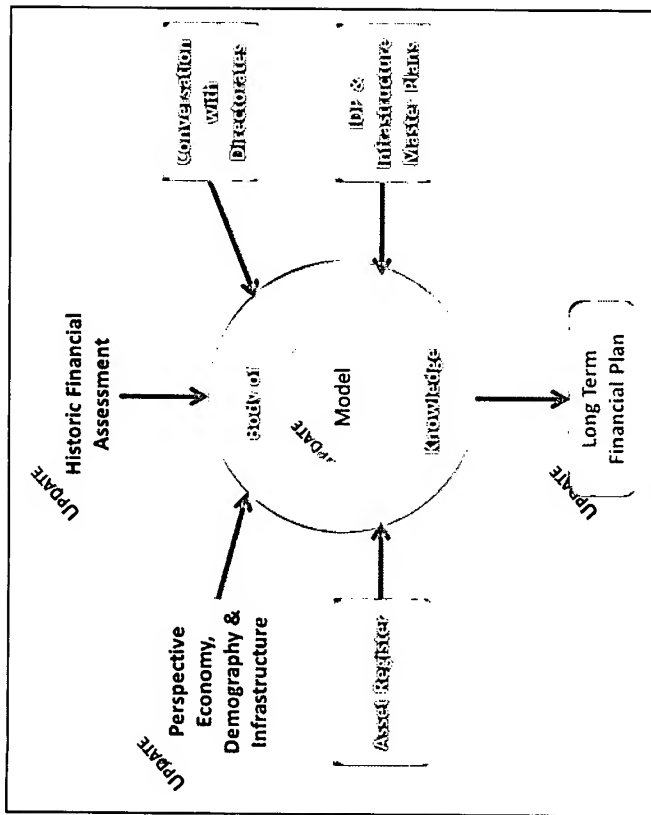 UPDATE
Historic Financial
Assessment
UPDATE
Perspective
Economy,
Demography &
Infrastructure
Conversation
with
Directorates
Body of
Model
UPDATE
Knowledge
Asset Register
IDP &
Infrastructure
Master Plans
UPDATE
Long Term
Financial Plan